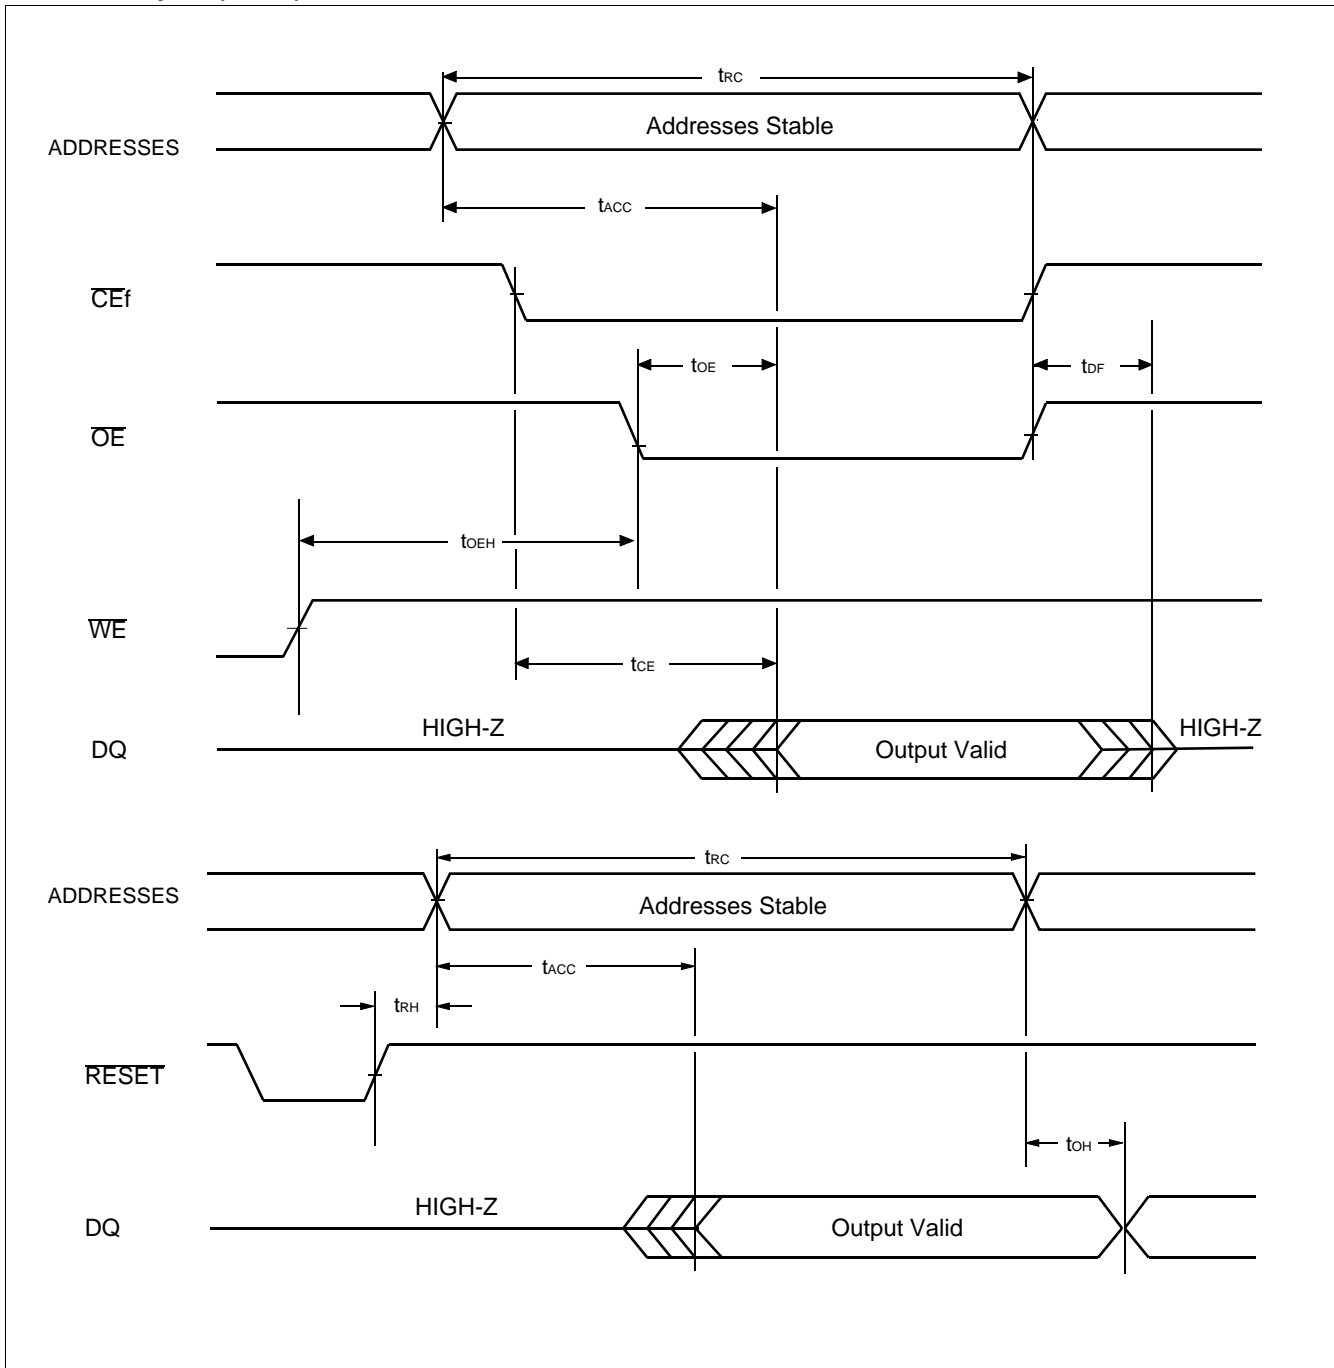 tRC
Addresses Stable
ADDRESSES
tACC
CEf
tOE
tDF
OE
tOEH
WE
tCE
HIGH-Z
HIGH-Z
DQ
Output Valid
tRC
ADDRESSES
Addresses Stable
tACC
tRH
RESET
tOH
HIGH-Z
DQ
Output Valid